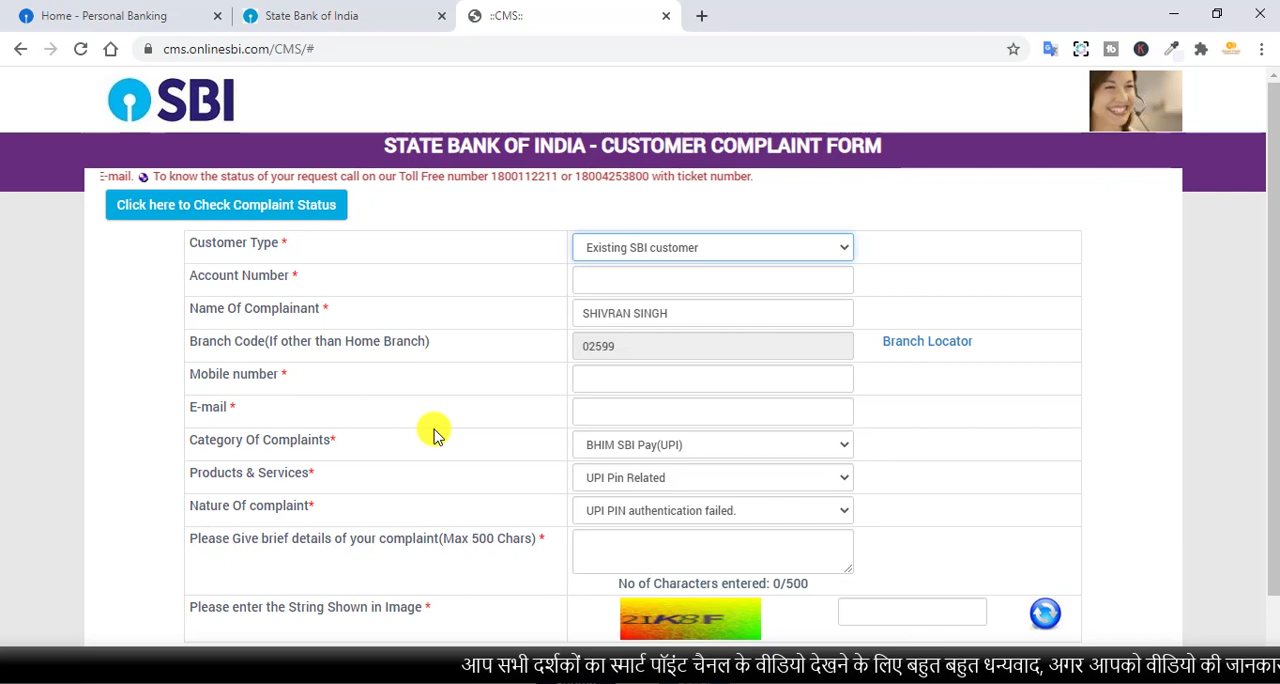 Home - Personal Banking
State Bank of India
::CMS::
cms.onlinesbi.com/CMS/#
SBI
STATE BANK OF INDIA - CUSTOMER COMPLAINT FORM
E-mail. To know the status of your request call on our Toll Free number 1800112211 or 18004253800 with ticket number.
Click here to Check Complaint Status
Customer Type * Existing SBI customer
Account Number *
Name Of Complainant * SHIVRAN SINGH
Branch Code(If other than Home Branch) 02599 Branch Locator
Mobile number *
E-mail *
Category Of Complaints* BHIM SBI Pay(UPI)
Products & Services* UPI Pin Related
Nature Of complaint* UPI PIN authentication failed.
Please Give brief details of your complaint(Max 500 Chars) *
No of Characters entered: 0/500
Please enter the String Shown in Image * 21K8F
आप सभी दर्शकों का स्मार्ट पॉइंट चैनल के वीडियो देखने के लिए बहुत बहुत धन्यवाद, अगर आपको वीडियो की जानकार